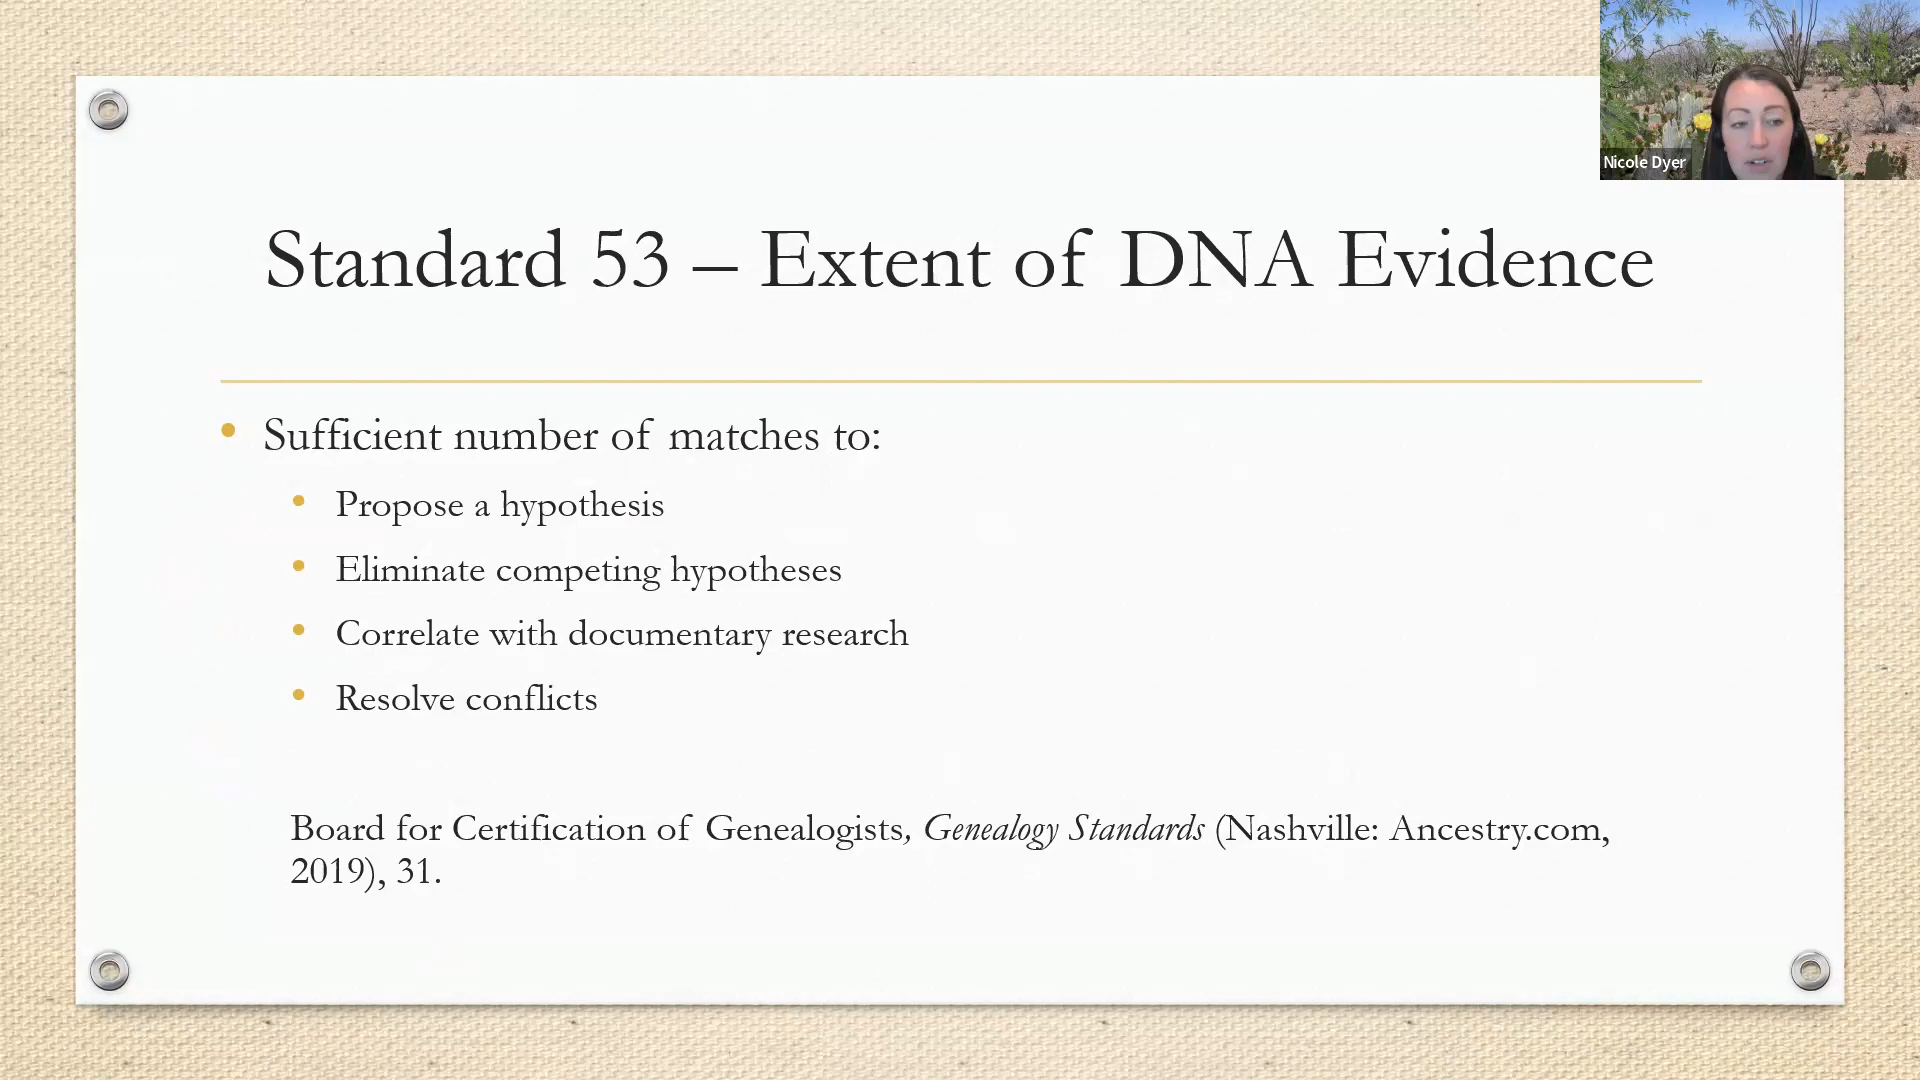 Nicole Dyer
Standard 53 – Extent of DNA Evidence
• Sufficient number of matches to:
• Propose a hypothesis
• Eliminate competing hypotheses
• Correlate with documentary research
• Resolve conflicts
Board for Certification of Genealogists, Genealogy Standards (Nashville: Ancestry.com,
2019), 31.